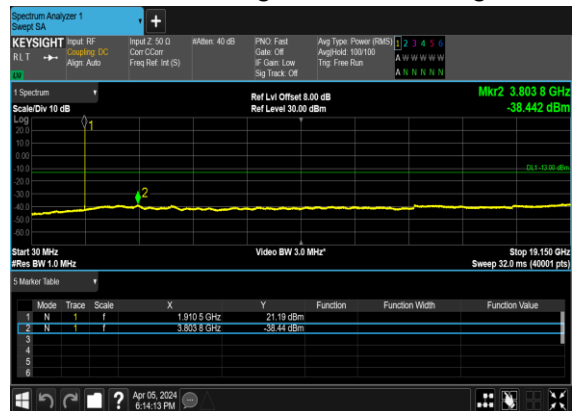 Spectrum Analyzer 1
Swept SA
+
KEYSIGHT Input: RF Input Z: 50 Ω #Atten: 40 dB PNO: Fast Avg Type: Power (RMS) 1 2 3 4 5 6
RLT Coupling: DC Corr CCorr Gate: Off Avg|Hold: 100/100 A W W W W W
Align: Auto Freq Ref: Int (S) IF Gain: Low Trig: Free Run
LW Sig Track: Off A N N N N N
1 Spectrum Ref Lvl Offset 8.00 dB Mkr2 3.803 8 GHz
Scale/Div 10 dB Ref Level 30.00 dBm -38.442 dBm
Log
20.0
10.0
0.00
-10.0
-20.0
-30.0
-40.0
-50.0
-60.0
1
DL1 -13.00 dBm
2
Start 30 MHz Video BW 3.0 MHz* Stop 19.150 GHz
#Res BW 1.0 MHz Sweep 32.0 ms (40001 pts)
5 Marker Table
Mode Trace Scale X Y Function Function Width Function Value
1 N 1 f 1.910 5 GHz 21.19 dBm
2 N 1 f 3.803 8 GHz -38.44 dBm
3
4
5
6
? Apr 05, 2024
6:14:13 PM